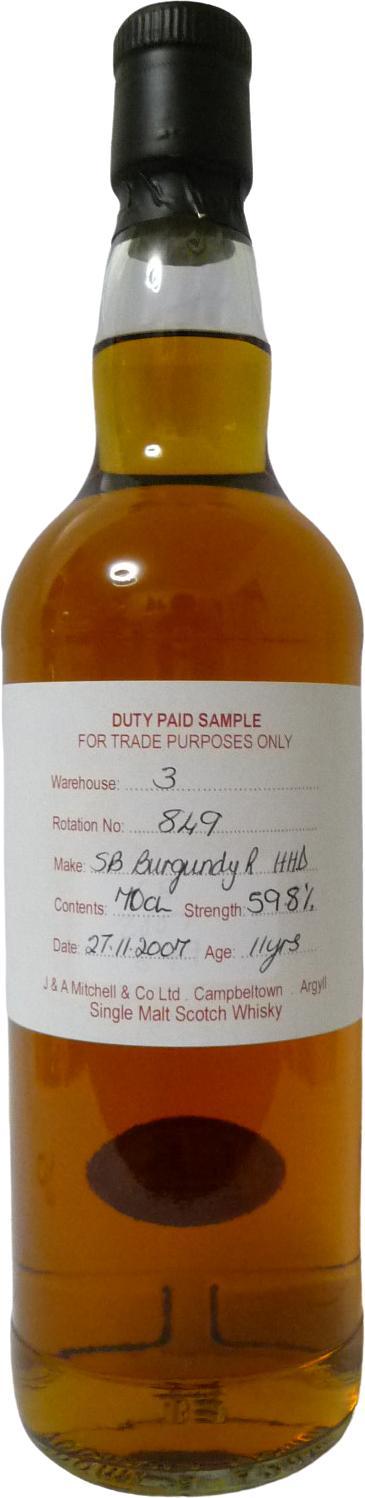 DUTY PAID SAMPLE
FOR TRADE PURPOSES ONLY
Warehouse: 3
Rotation No: 849
Make: SB Burgundy R HHD
Contents: 70CL Strength: 59.8%
Date: 27.11.2007 Age: 11yrs
J & A Mitchell & Co Ltd . Campbeltown . Argyll
Single Malt Scotch Whisky